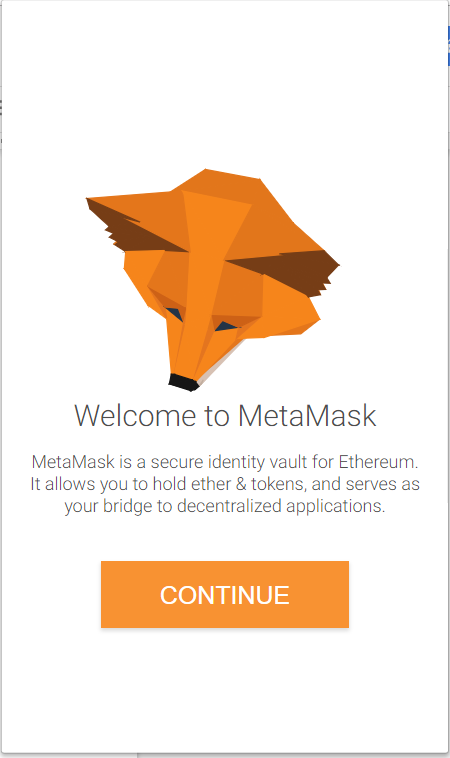 Welcome to MetaMask
MetaMask is a secure identity vault for Ethereum.
It allows you to hold ether & tokens, and serves as
your bridge to decentralized applications.
CONTINUE